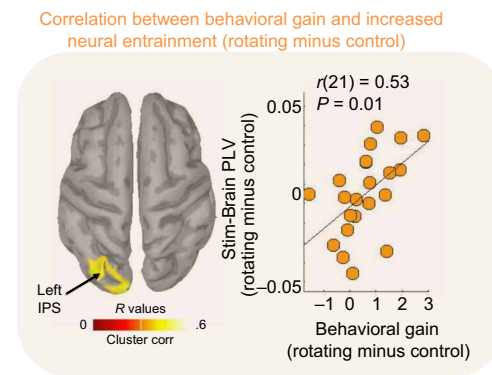 Correlation between behavioral gain and increased
neural entrainment (rotating minus control)
Left
IPS
R values
0
.6
Cluster corr
r(21) = 0.53
P = 0.01
Stim-Brain PLV
(rotating minus control)
0.05
0
–0.05
–1 0 1 2 3
Behavioral gain
(rotating minus control)